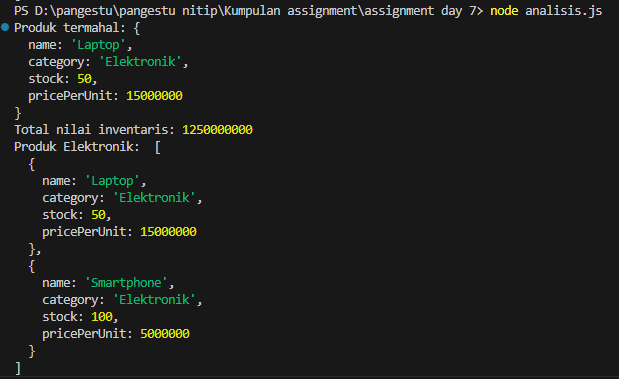 PS D:\pangestu\pangestu nitip\Kumpulan assignment\assignment day 7> node analisis.js
Produk termahal: {
  name: 'Laptop',
  category: 'Elektronik',
  stock: 50,
  pricePerUnit: 15000000
}
Total nilai inventaris: 1250000000
Produk Elektronik:  [
  {
    name: 'Laptop',
    category: 'Elektronik',
    stock: 50,
    pricePerUnit: 15000000
  },
  {
    name: 'Smartphone',
    category: 'Elektronik',
    stock: 100,
    pricePerUnit: 5000000
  }
]